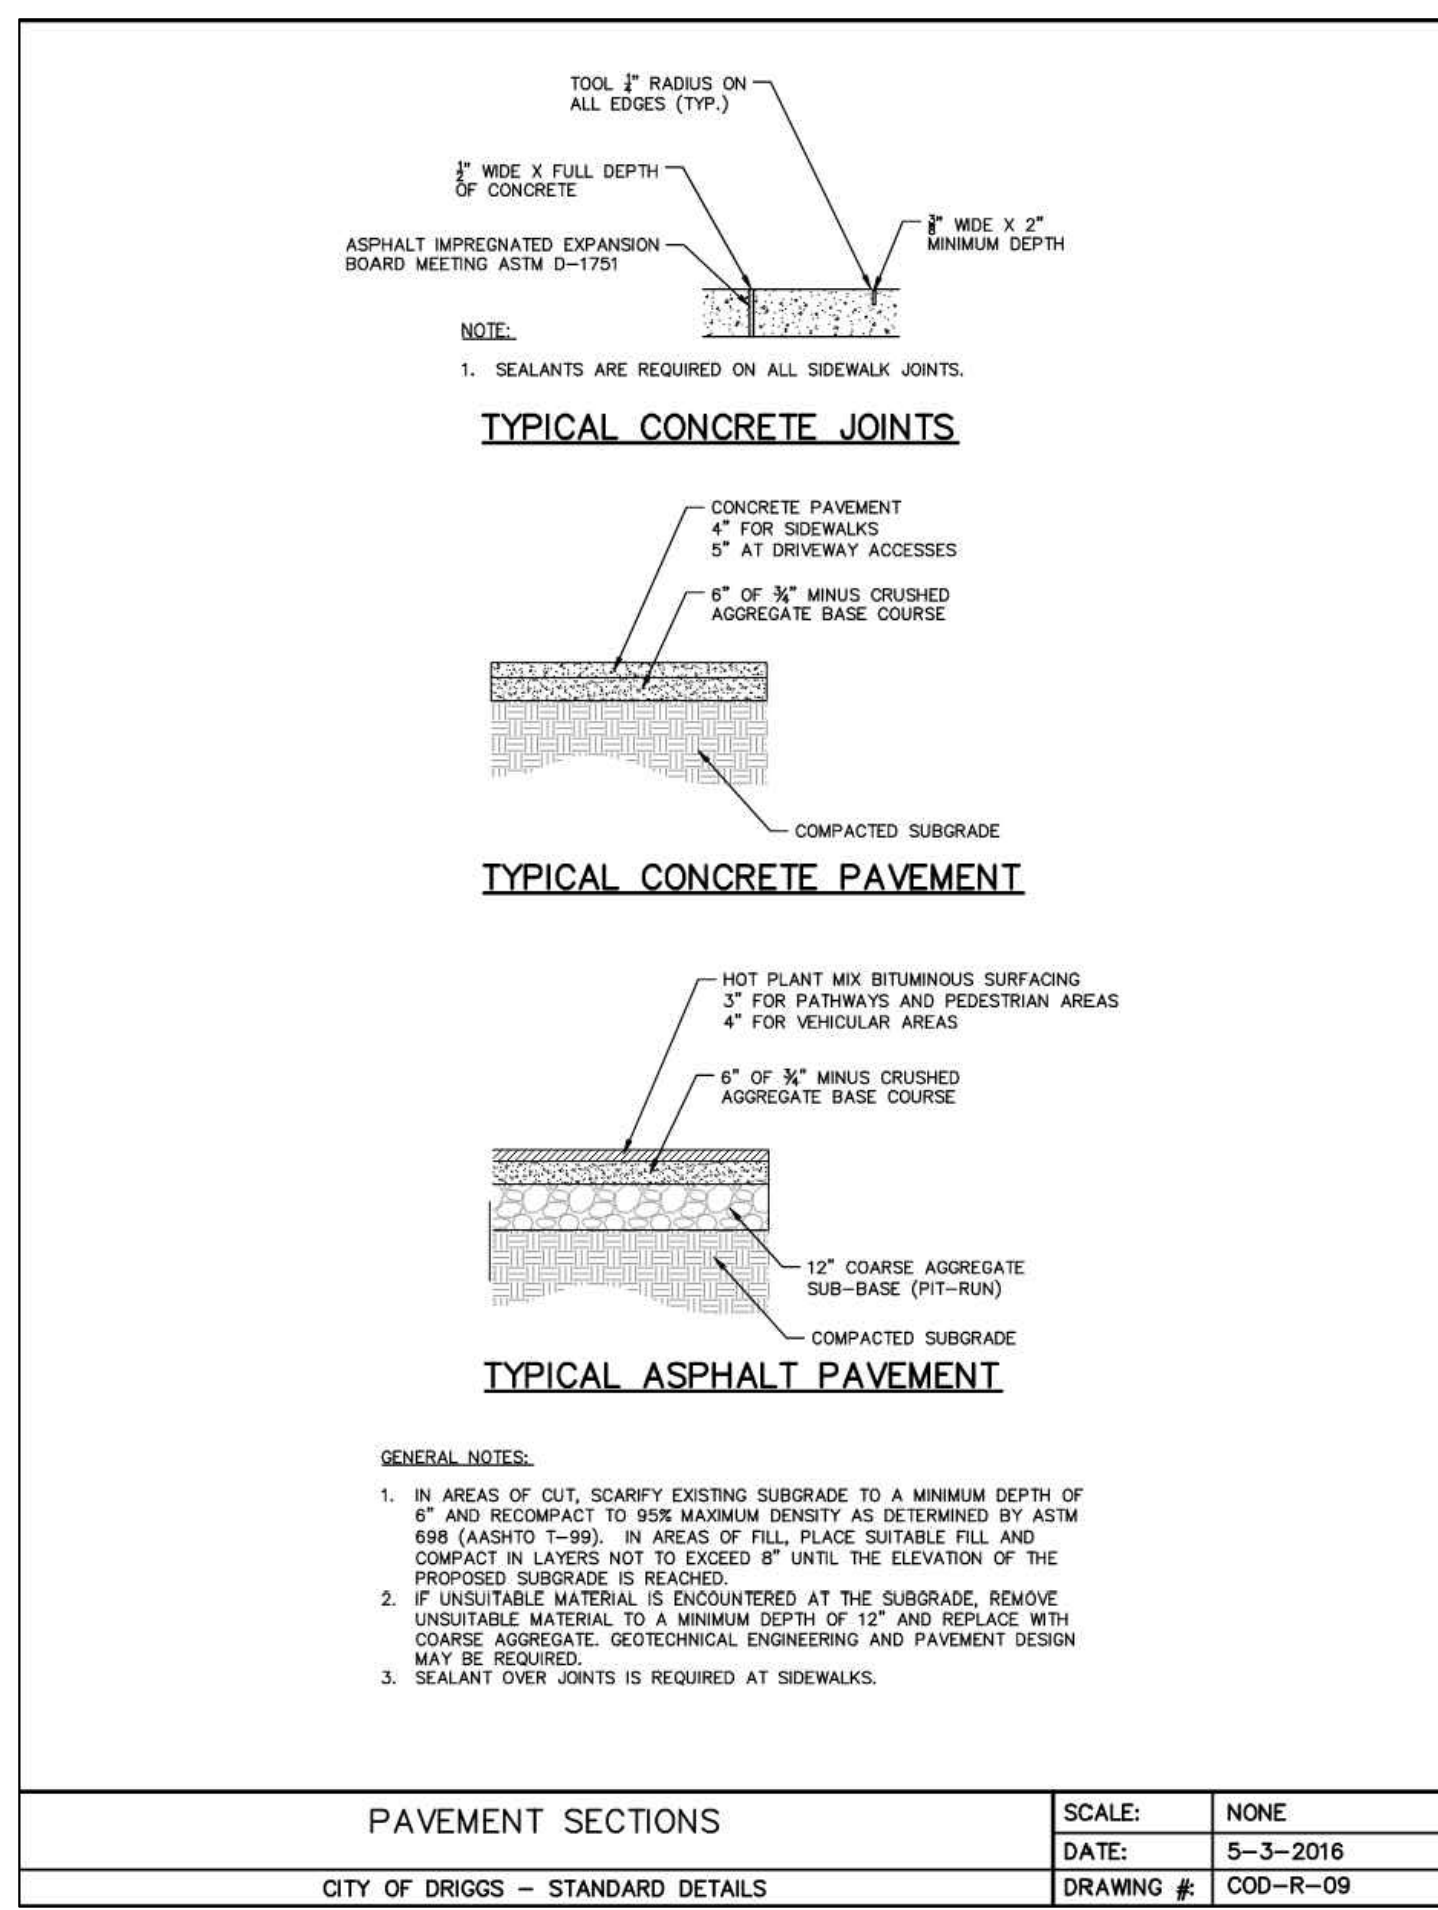 TOOL 1/4" RADIUS ON
ALL EDGES (TYP.)
1/2" WIDE X FULL DEPTH
OF CONCRETE
3/8" WIDE X 2"
MINIMUM DEPTH
ASPHALT IMPREGNATED EXPANSION
BOARD MEETING ASTM D-1751
NOTE:
1. SEALANTS ARE REQUIRED ON ALL SIDEWALK JOINTS.
TYPICAL CONCRETE JOINTS
CONCRETE PAVEMENT
4" FOR SIDEWALKS
5" AT DRIVEWAY ACCESSES
6" OF 3/4" MINUS CRUSHED
AGGREGATE BASE COURSE
COMPACTED SUBGRADE
TYPICAL CONCRETE PAVEMENT
HOT PLANT MIX BITUMINOUS SURFACING
3" FOR PATHWAYS AND PEDESTRIAN AREAS
4" FOR VEHICULAR AREAS
6" OF 3/4" MINUS CRUSHED
AGGREGATE BASE COURSE
12" COARSE AGGREGATE
SUB-BASE (PIT-RUN)
COMPACTED SUBGRADE
TYPICAL ASPHALT PAVEMENT
GENERAL NOTES:
1. IN AREAS OF CUT, SCARIFY EXISTING SUBGRADE TO A MINIMUM DEPTH OF
6" AND RECOMPACT TO 95% MAXIMUM DENSITY AS DETERMINED BY ASTM
698 (AASHTO T-99). IN AREAS OF FILL, PLACE SUITABLE FILL AND
COMPACT IN LAYERS NOT TO EXCEED 8" UNTIL THE ELEVATION OF THE
PROPOSED SUBGRADE IS REACHED.
2. IF UNSUITABLE MATERIAL IS ENCOUNTERED AT THE SUBGRADE, REMOVE
UNSUITABLE MATERIAL TO A MINIMUM DEPTH OF 12" AND REPLACE WITH
COARSE AGGREGATE. GEOTECHNICAL ENGINEERING AND PAVEMENT DESIGN
MAY BE REQUIRED.
3. SEALANT OVER JOINTS IS REQUIRED AT SIDEWALKS.
PAVEMENT SECTIONS
CITY OF DRIGGS - STANDARD DETAILS
SCALE: NONE
DATE: 5-3-2016
DRAWING #: COD-R-09